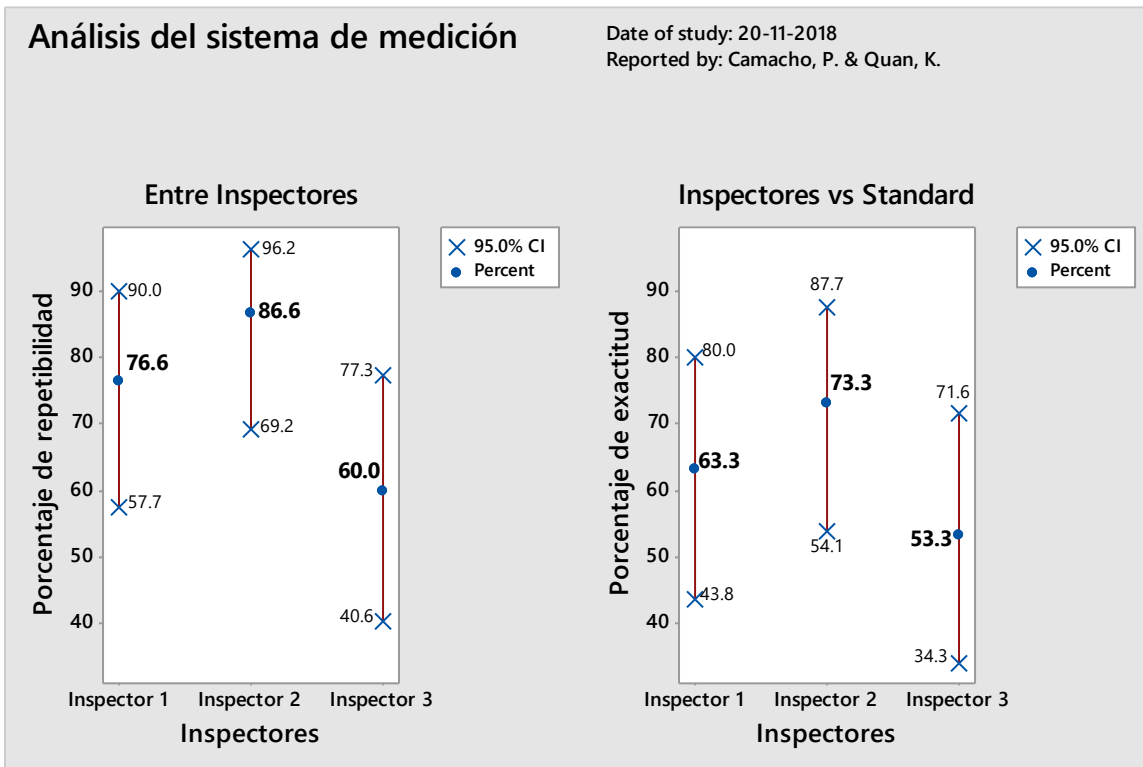 Análisis del sistema de medición
Date of study: 20-11-2018
Reported by: Camacho, P. & Quan, K.
Entre Inspectores
95.0% CI
Percent
Porcentaje de repetibilidad
90
80
70
60
50
40
90.0
76.6
57.7
96.2
86.6
69.2
77.3
60.0
40.6
Inspector 1 Inspector 2 Inspector 3
Inspectores
Inspectores vs Standard
95.0% CI
Percent
Porcentaje de exactitud
90
80
70
60
50
40
80.0
63.3
43.8
87.7
73.3
54.1
71.6
53.3
34.3
Inspector 1 Inspector 2 Inspector 3
Inspectores